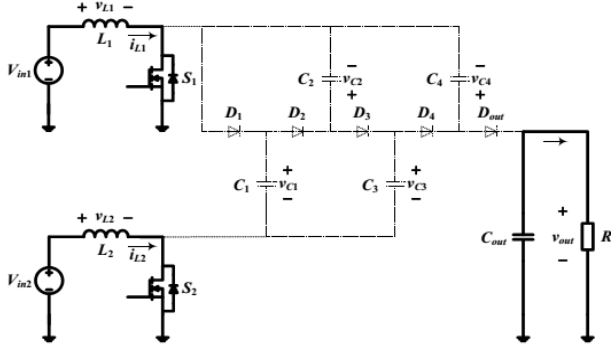 + vL1 −
L1
iL1
Vin1
S1
C2
− vC2 +
C4
− vC4 +
D1
D2
D3
D4
Dout
C1
+ vC1 −
C3
+ vC3 −
+ vL2 −
L2
iL2
Vin2
S2
Cout
+ vout −
R